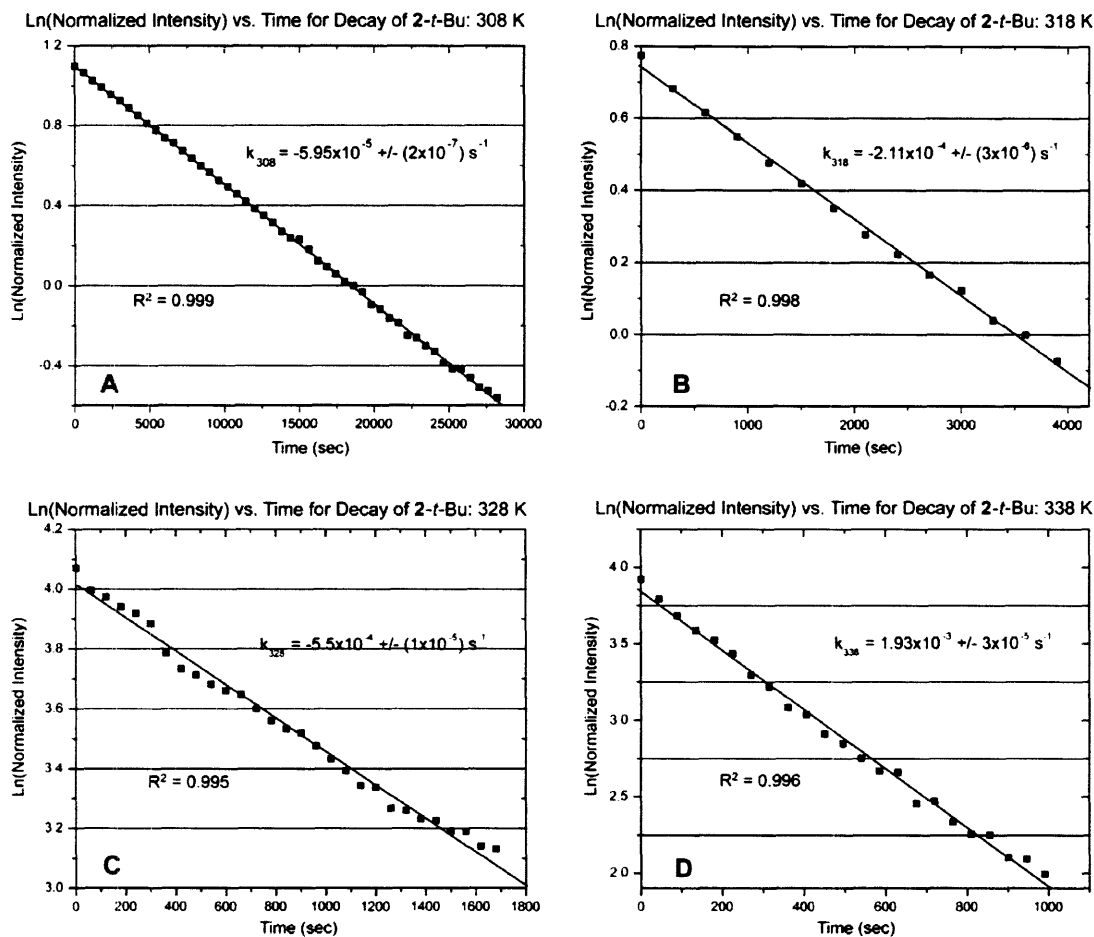 Ln(Normalized Intensity) vs. Time for Decay of 2-t-Bu: 308 K
Ln(Normalized Intensity)
1.2
0.8
0.4
0.0
-0.4
k₃₀₈ = -5.95x10⁻⁵ +/- (2x10⁻⁷) s⁻¹
R² = 0.999
A
0 5000 10000 15000 20000 25000 30000
Time (sec)
Ln(Normalized Intensity) vs. Time for Decay of 2-t-Bu: 318 K
Ln(Normalized Intensity)
0.8
0.6
0.4
0.2
0.0
-0.2
k₃₁₈ = -2.11x10⁻⁴ +/- (3x10⁻⁶) s⁻¹
R² = 0.998
B
0 1000 2000 3000 4000
Time (sec)
Ln(Normalized Intensity) vs. Time for Decay of 2-t-Bu: 328 K
Ln(Normalized Intensity)
4.2
4.0
3.8
3.6
3.4
3.2
3.0
k₃₂₈ = -5.5x10⁻⁴ +/- (1x10⁻⁵) s⁻¹
R² = 0.995
C
0 200 400 600 800 1000 1200 1400 1600 1800
Time (sec)
Ln(Normalized Intensity) vs. Time for Decay of 2-t-Bu: 338 K
Ln(Normalized Intensity)
4.0
3.5
3.0
2.5
2.0
k₃₃₈ = 1.93x10⁻³ +/- 3x10⁻⁵ s⁻¹
R² = 0.996
D
0 200 400 600 800 1000
Time (sec)